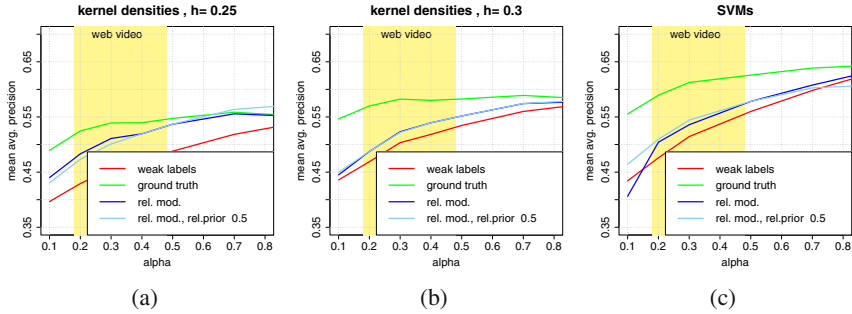 kernel densities , h= 0.25
web video
mean avg. precision
0.65
0.55
0.45
0.35
weak labels
ground truth
rel. mod.
rel. mod., rel.prior 0.5
0.1 0.2 0.3 0.4 0.5 0.6 0.7 0.8
alpha
(a)
kernel densities , h= 0.3
web video
mean avg. precision
0.65
0.55
0.45
0.35
weak labels
ground truth
rel. mod.
rel. mod., rel.prior 0.5
0.1 0.2 0.3 0.4 0.5 0.6 0.7 0.8
alpha
(b)
SVMs
web video
mean avg. precision
0.65
0.55
0.45
0.35
weak labels
ground truth
rel. mod.
rel. mod., rel.prior 0.5
0.1 0.2 0.3 0.4 0.5 0.6 0.7 0.8
alpha
(c)